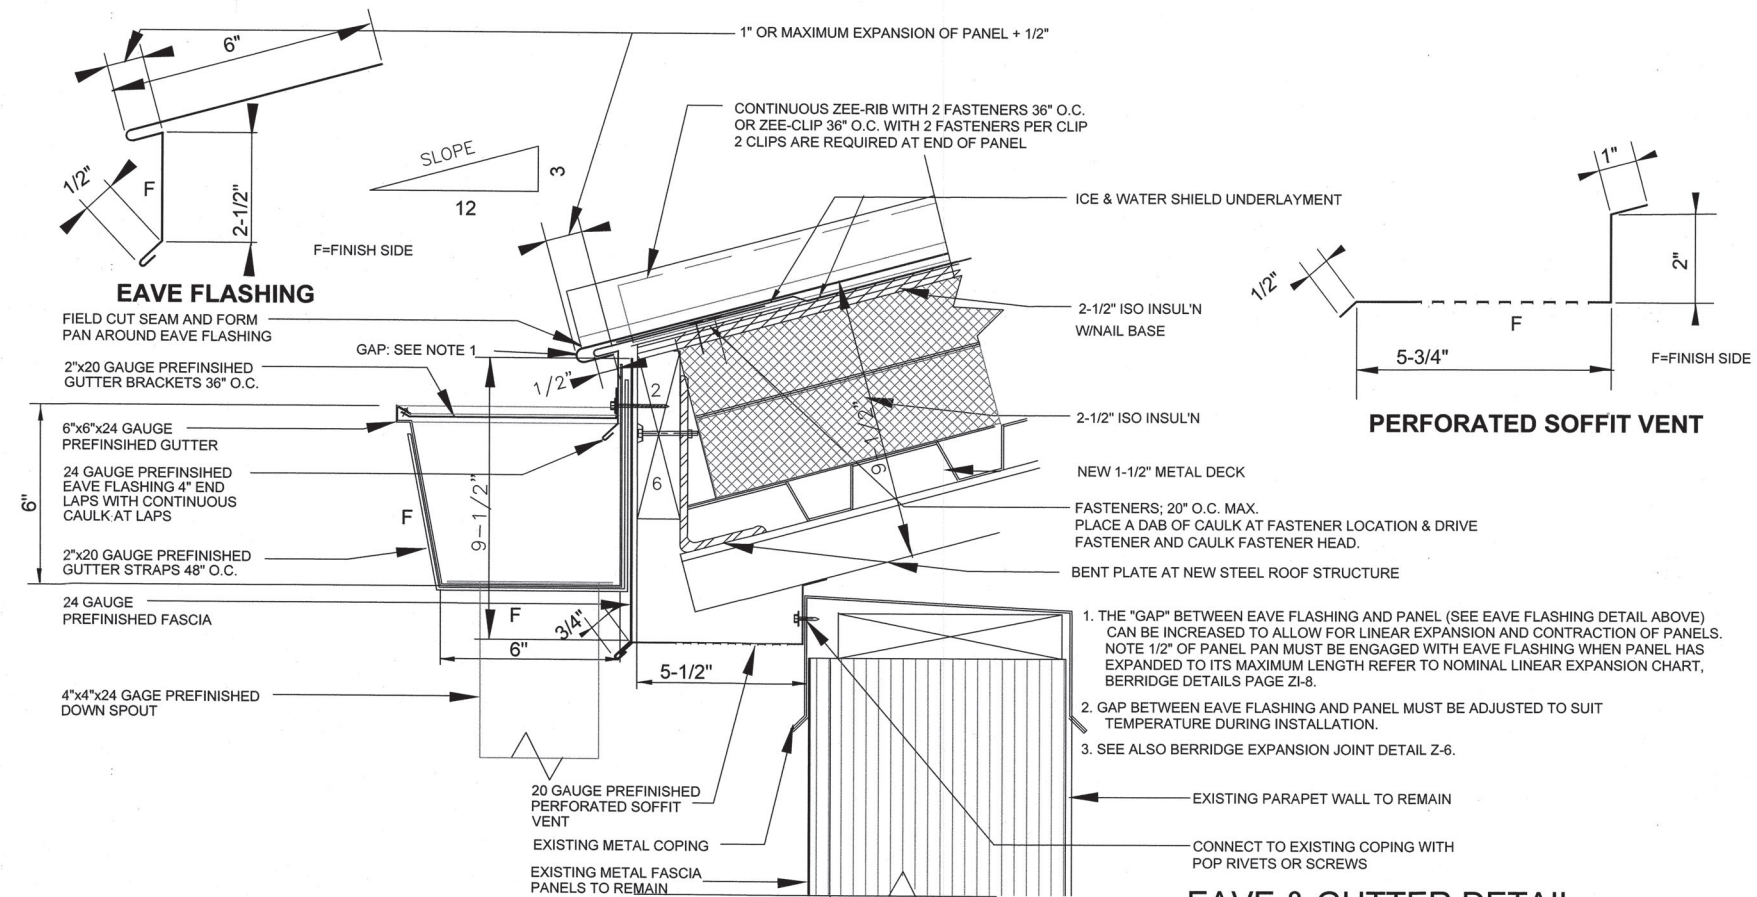 6"
1" OR MAXIMUM EXPANSION OF PANEL + 1/2"
CONTINUOUS ZEE-RIB WITH 2 FASTENERS 36" O.C.
OR ZEE-CLIP 36" O.C. WITH 2 FASTENERS PER CLIP
2 CLIPS ARE REQUIRED AT END OF PANEL
SLOPE
3
12
1/2"
F
2-1/2"
F=FINISH SIDE
EAVE FLASHING
1"
2"
1/2"
F
5-3/4"
F=FINISH SIDE
PERFORATED SOFFIT VENT
ICE & WATER SHIELD UNDERLAYMENT
2-1/2" ISO INSUL'N
W/NAIL BASE
2-1/2" ISO INSUL'N
NEW 1-1/2" METAL DECK
FASTENERS; 20" O.C. MAX.
PLACE A DAB OF CAULK AT FASTENER LOCATION & DRIVE
FASTENER AND CAULK FASTENER HEAD.
BENT PLATE AT NEW STEEL ROOF STRUCTURE
FIELD CUT SEAM AND FORM
PAN AROUND EAVE FLASHING
GAP: SEE NOTE 1
2"x20 GAUGE PREFINISHED
GUTTER BRACKETS 36" O.C.
6"x6"x24 GAUGE
PREFINSIHED GUTTER
24 GAUGE PREFINSIHED
EAVE FLASHING 4" END
LAPS WITH CONTINUOUS
CAULK AT LAPS
2"x20 GAUGE PREFINISHED
GUTTER STRAPS 48" O.C.
24 GAUGE
PREFINISHED FASCIA
4"x4"x24 GAGE PREFINISHED
DOWN SPOUT
6"
F
1/2"
9-1/2"
2
6
9 1/2"
F
3/4"
6"
5-1/2"
1. THE "GAP" BETWEEN EAVE FLASHING AND PANEL (SEE EAVE FLASHING DETAIL ABOVE)
CAN BE INCREASED TO ALLOW FOR LINEAR EXPANSION AND CONTRACTION OF PANELS.
NOTE 1/2" OF PANEL PAN MUST BE ENGAGED WITH EAVE FLASHING WHEN PANEL HAS
EXPANDED TO ITS MAXIMUM LENGTH REFER TO NOMINAL LINEAR EXPANSION CHART,
BERRIDGE DETAILS PAGE ZI-8.
2. GAP BETWEEN EAVE FLASHING AND PANEL MUST BE ADJUSTED TO SUIT
TEMPERATURE DURING INSTALLATION.
3. SEE ALSO BERRIDGE EXPANSION JOINT DETAIL Z-6.
20 GAUGE PREFINISHED
PERFORATED SOFFIT
VENT
EXISTING METAL COPING
EXISTING METAL FASCIA
PANELS TO REMAIN
EXISTING PARAPET WALL TO REMAIN
CONNECT TO EXISTING COPING WITH
POP RIVETS OR SCREWS
EAVE & GUTTER DETAIL